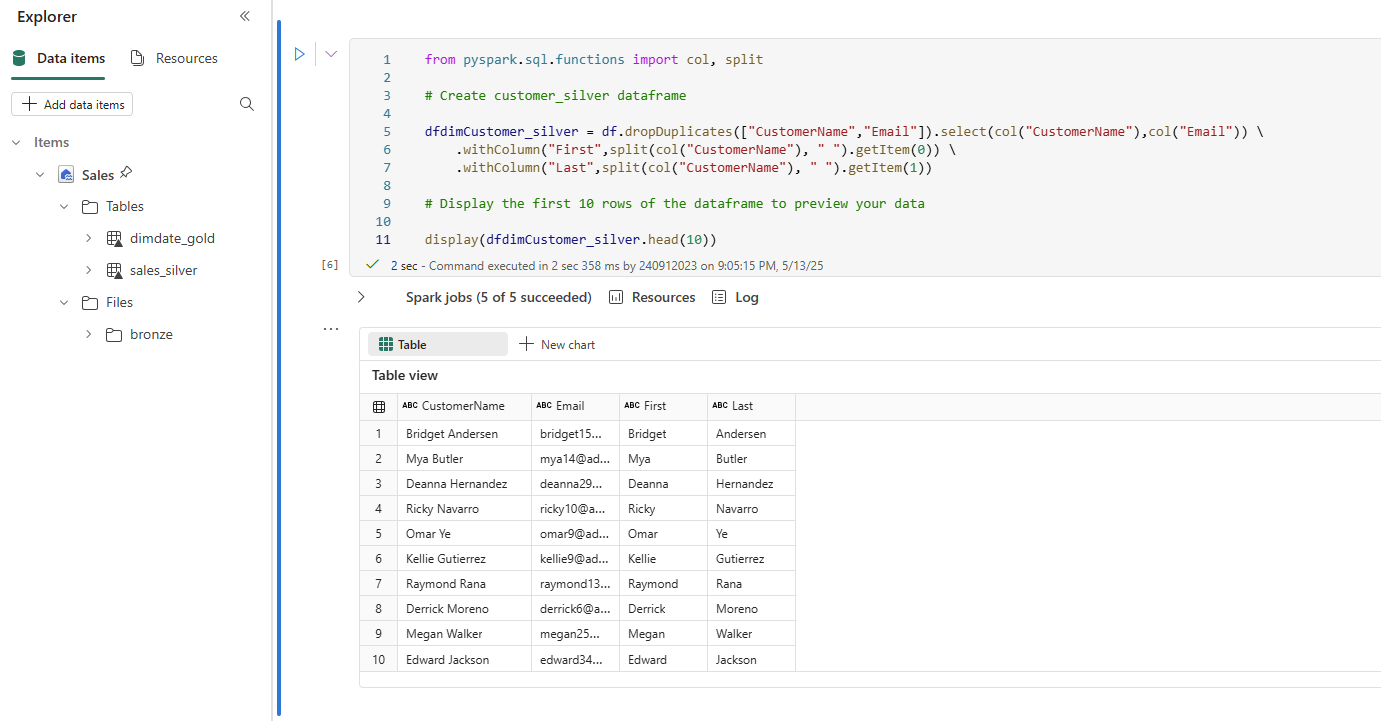 Explorer
Data items
Resources
Add data items
Items
Sales
Tables
dimdate_gold
sales_silver
Files
bronze
1 from pyspark.sql.functions import col, split
2
3 # Create customer_silver dataframe
4
5 dfdimCustomer_silver = df.dropDuplicates(["CustomerName","Email"]).select(col("CustomerName"),col("Email")) \
6 .withColumn("First",split(col("CustomerName"), " ").getItem(0)) \
7 .withColumn("Last",split(col("CustomerName"), " ").getItem(1))
8
9 # Display the first 10 rows of the dataframe to preview your data
10
11 display(dfdimCustomer_silver.head(10))
[6] 2 sec - Command executed in 2 sec 358 ms by 240912023 on 9:05:15 PM, 5/13/25
Spark jobs (5 of 5 succeeded) Resources Log
...
Table New chart
Table view
ABC CustomerName ABC Email ABC First ABC Last
1 Bridget Andersen bridget15... Bridget Andersen
2 Mya Butler mya14@ad... Mya Butler
3 Deanna Hernandez deanna29... Deanna Hernandez
4 Ricky Navarro ricky10@a... Ricky Navarro
5 Omar Ye omar9@ad... Omar Ye
6 Kellie Gutierrez kellie9@ad... Kellie Gutierrez
7 Raymond Rana raymond13... Raymond Rana
8 Derrick Moreno derrick6@a... Derrick Moreno
9 Megan Walker megan25... Megan Walker
10 Edward Jackson edward34... Edward Jackson